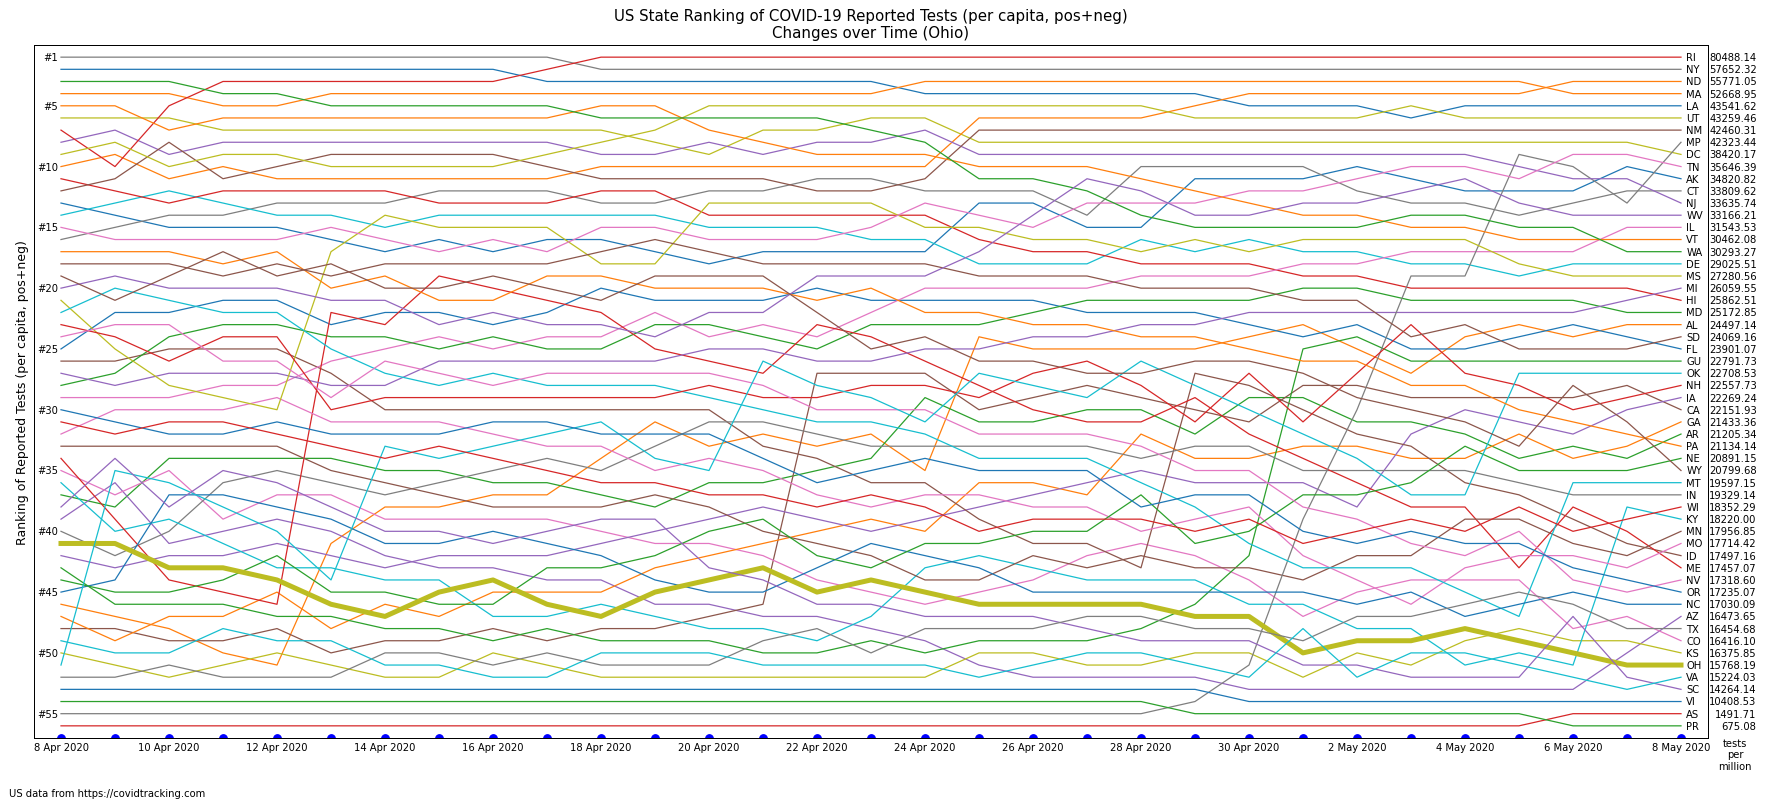 US State Ranking of COVID-19 Reported Tests (per capita, pos+neg)
Changes over Time (Ohio)
Ranking of Reported Tests (per capita, pos+neg)
#1
#5
#10
#15
#20
#25
#30
#35
#40
#45
#50
#55
RI 80488.14
NY 57652.32
ND 55771.05
MA 52668.95
LA 43541.62
UT 43259.46
NM 42460.31
MP 42323.44
DC 38420.17
TN 35646.39
AK 34820.82
CT 33809.62
NJ 33635.74
WV 33166.21
IL 31543.53
VT 30462.08
WA 30293.27
DE 29025.51
MS 27280.56
MI 26059.55
HI 25862.51
MD 25172.85
AL 24497.14
SD 24069.16
FL 23901.07
GU 22791.73
OK 22708.53
NH 22557.73
IA 22269.24
CA 22151.93
GA 21433.36
AR 21205.34
PA 21134.14
NE 20891.15
WY 20799.68
MT 19597.15
IN 19329.14
WI 18352.29
KY 18220.00
MN 17956.85
MO 17714.42
ID 17497.16
ME 17457.07
NV 17318.60
OR 17235.07
NC 17030.09
AZ 16473.65
TX 16454.68
CO 16416.10
KS 16375.85
OH 15768.19
VA 15224.03
SC 14264.14
VI 10408.53
AS 1491.71
PR 675.08
8 Apr 2020 10 Apr 2020 12 Apr 2020 14 Apr 2020 16 Apr 2020 18 Apr 2020 20 Apr 2020 22 Apr 2020 24 Apr 2020 26 Apr 2020 28 Apr 2020 30 Apr 2020 2 May 2020 4 May 2020 6 May 2020 8 May 2020
tests
per
million
US data from https://covidtracking.com